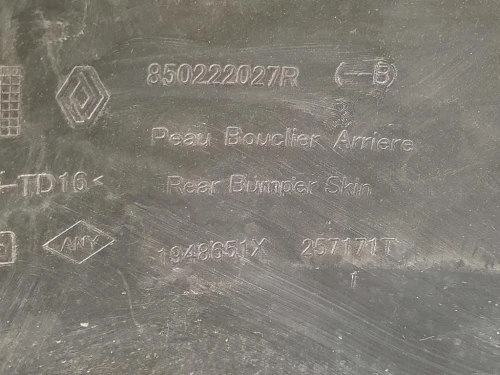 850222027R (—B)
Peau Bouclier Arriere
-TD16<
Rear Bumper Skin
ANY
1948651X 257171T